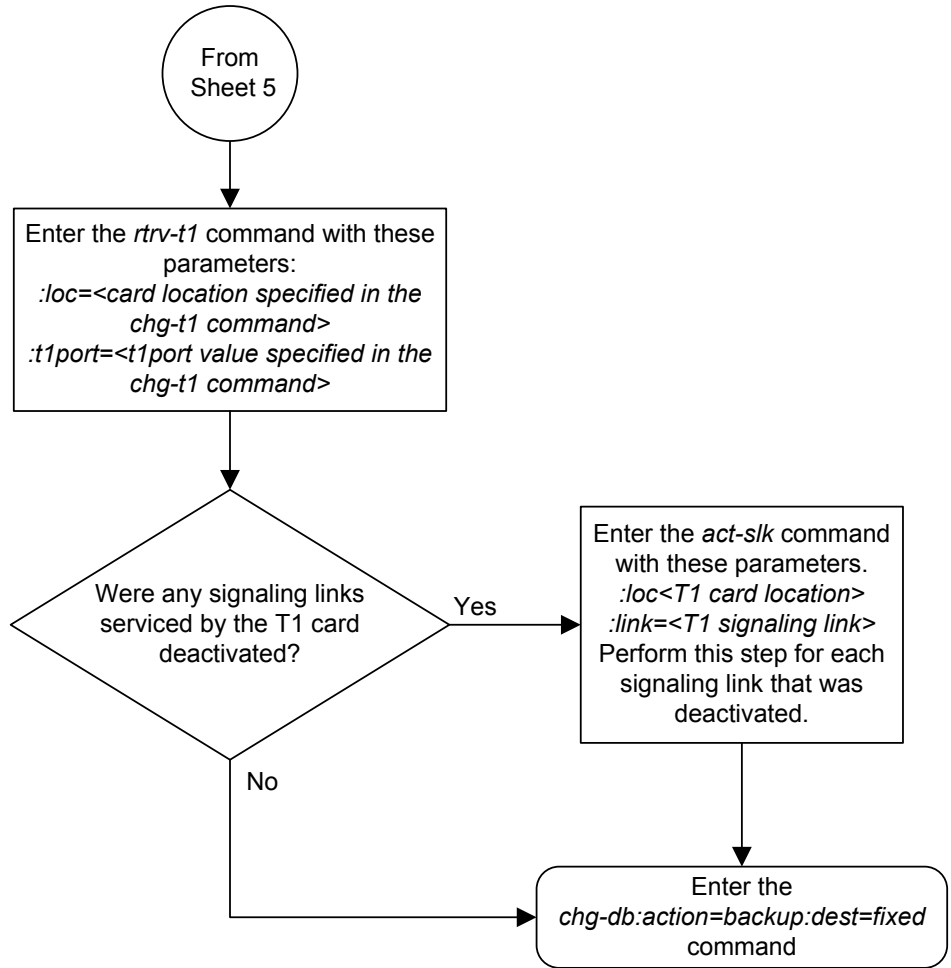 From
Sheet 5
Enter the rtrv-t1 command with these
parameters:
:loc=<card location specified in the
chg-t1 command>
:t1port=<t1port value specified in the
chg-t1 command>
Were any signaling links
serviced by the T1 card
deactivated?
Yes
Enter the act-slk command
with these parameters.
:loc<T1 card location>
:link=<T1 signaling link>
Perform this step for each
signaling link that was
deactivated.
No
Enter the
chg-db:action=backup:dest=fixed
command